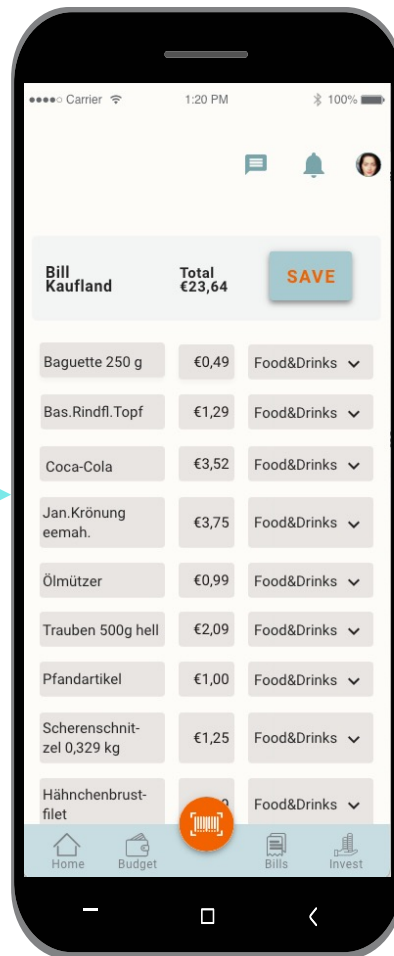 Carrier 1:20 PM 100%
Bill Total SAVE
Kaufland €23,64
Baguette 250 g €0,49 Food&Drinks
Bas.Rindfl.Topf €1,29 Food&Drinks
Coca-Cola €3,52 Food&Drinks
Jan.Krönung
eemah. €3,75 Food&Drinks
Ölmützer €0,99 Food&Drinks
Trauben 500g hell €2,09 Food&Drinks
Pfandartikel €1,00 Food&Drinks
Scherenschnit-
zel 0,329 kg €1,25 Food&Drinks
Hähnchenbrust-
filet Food&Drinks
Home Budget Bills Invest